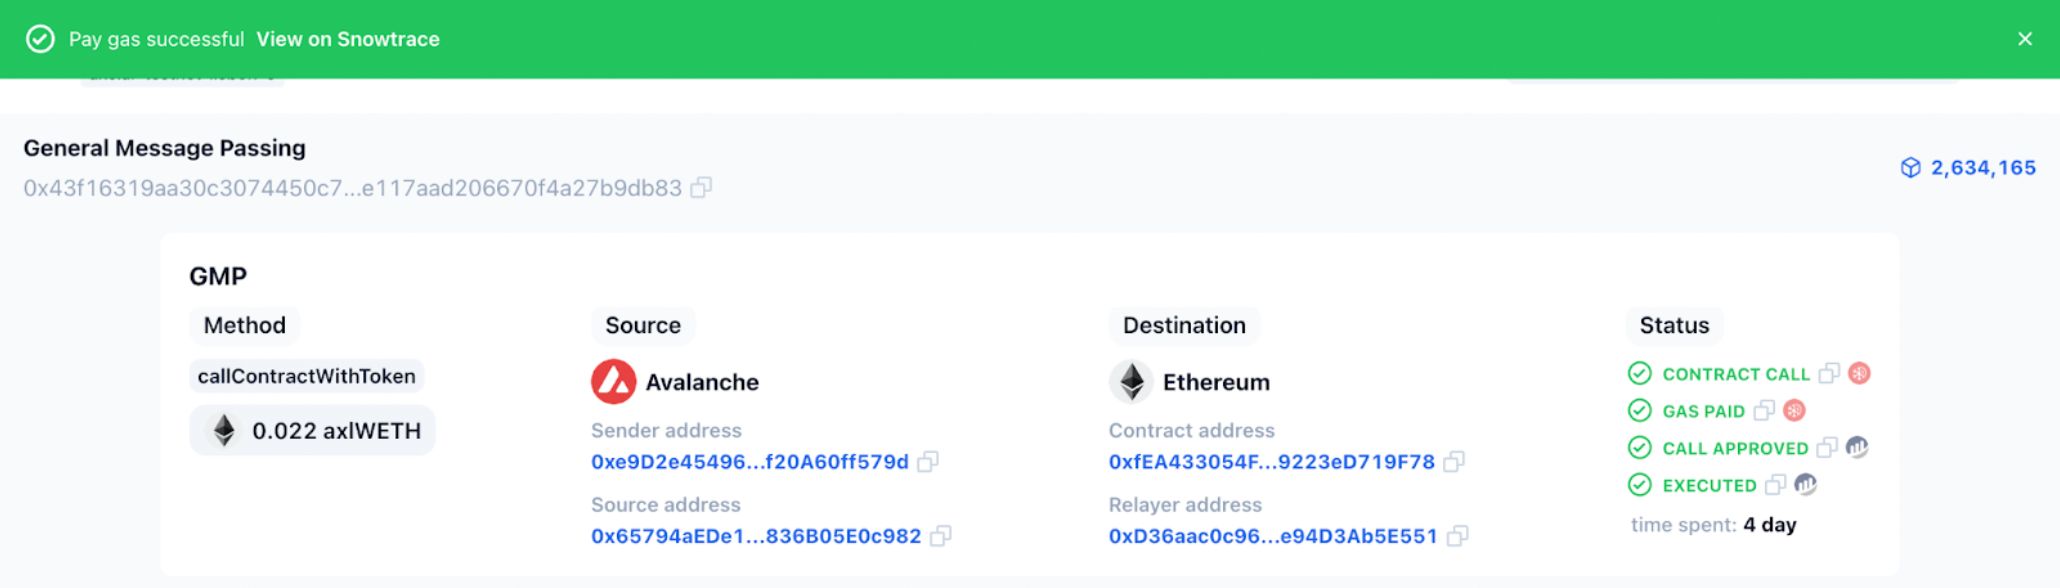 Pay gas successful View on Snowtrace
General Message Passing
0x43f16319aa30c3074450c7...e117aad206670f4a27b9db83
2,634,165
GMP
Method
callContractWithToken
0.022 axlWETH
Source
Avalanche
Sender address
0xe9D2e45496...f20A60ff579d
Source address
0x65794aEDe1...836B05E0c982
Destination
Ethereum
Contract address
0xfEA433054F...9223eD719F78
Relayer address
0xD36aac0c96...e94D3Ab5E551
Status
CONTRACT CALL
GAS PAID
CALL APPROVED
EXECUTED
time spent: 4 day